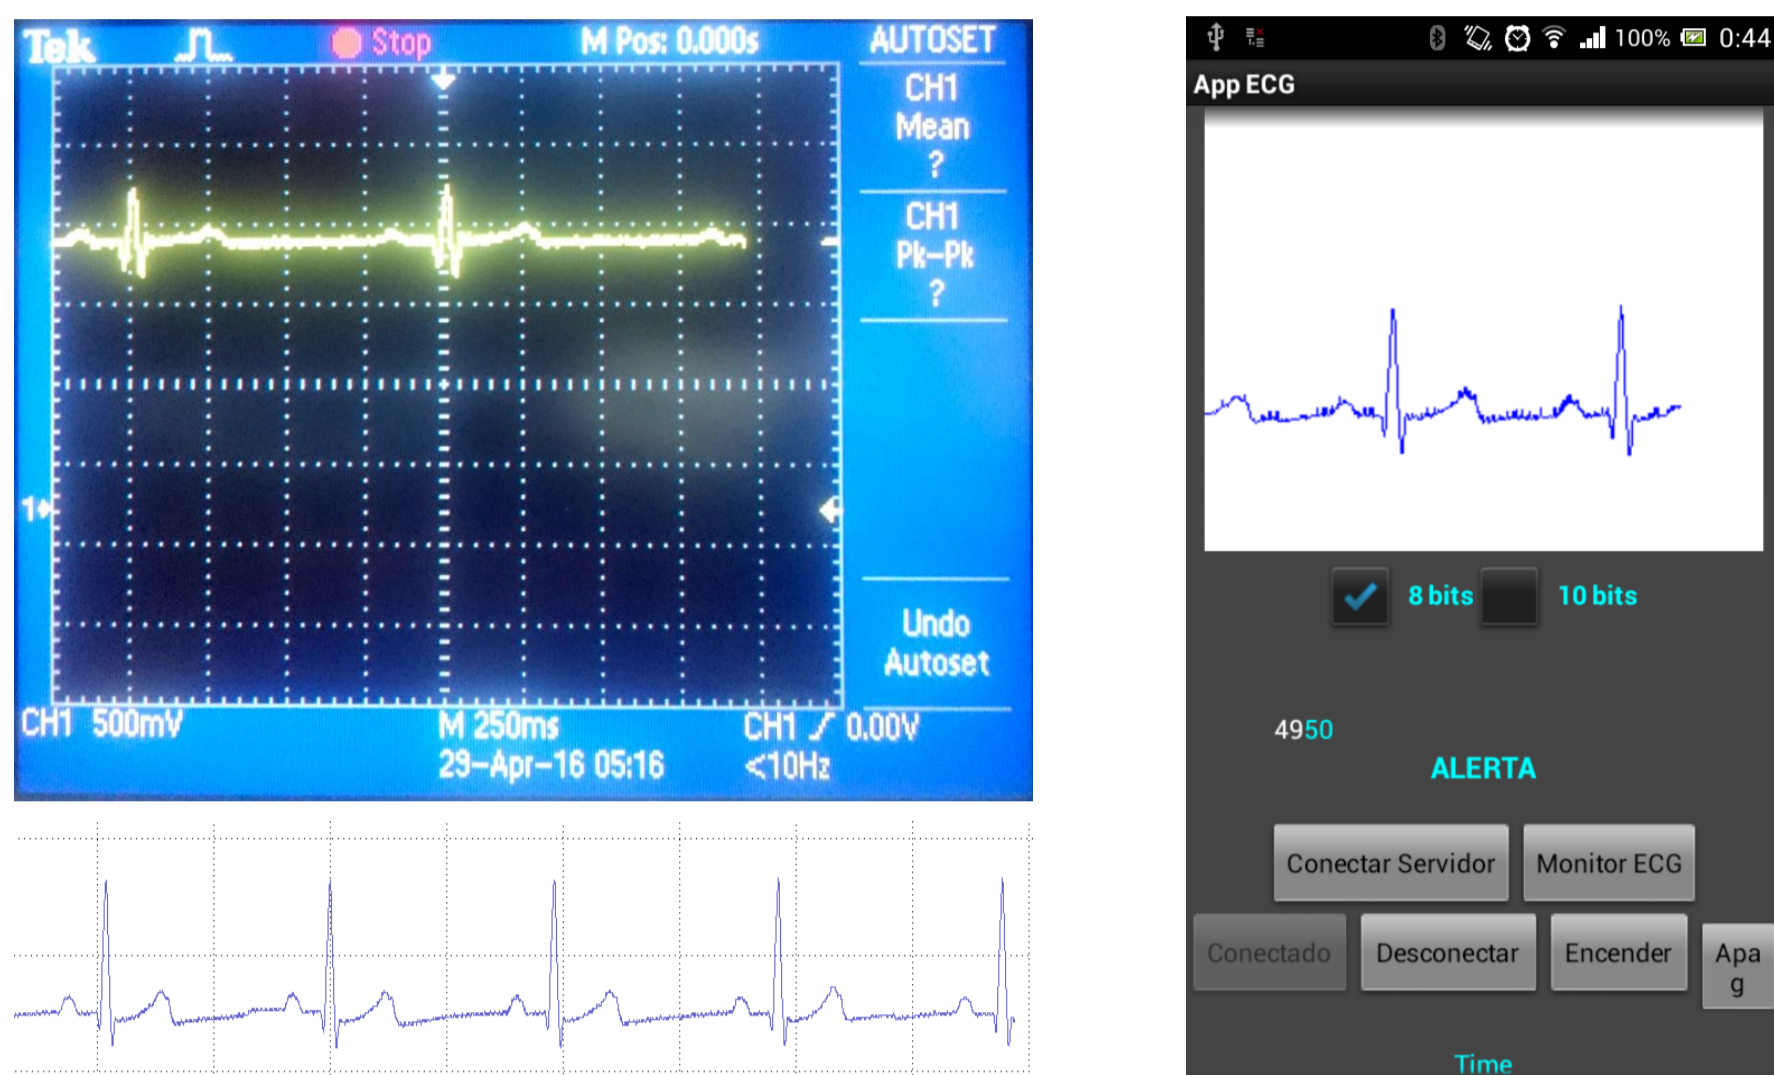 Tek Stop M Pos: 0.000s AUTOSET
CH1
Mean
?
CH1
Pk-Pk
?
Undo
Autoset
1
CH1 500mV M 250ms CH1 0.00V
29-Apr-16 05:16 <10Hz
100% 0:44
App ECG
8 bits 10 bits
4950
ALERTA
Conectar Servidor Monitor ECG
Conectado Desconectar Encender Apa
g
Time